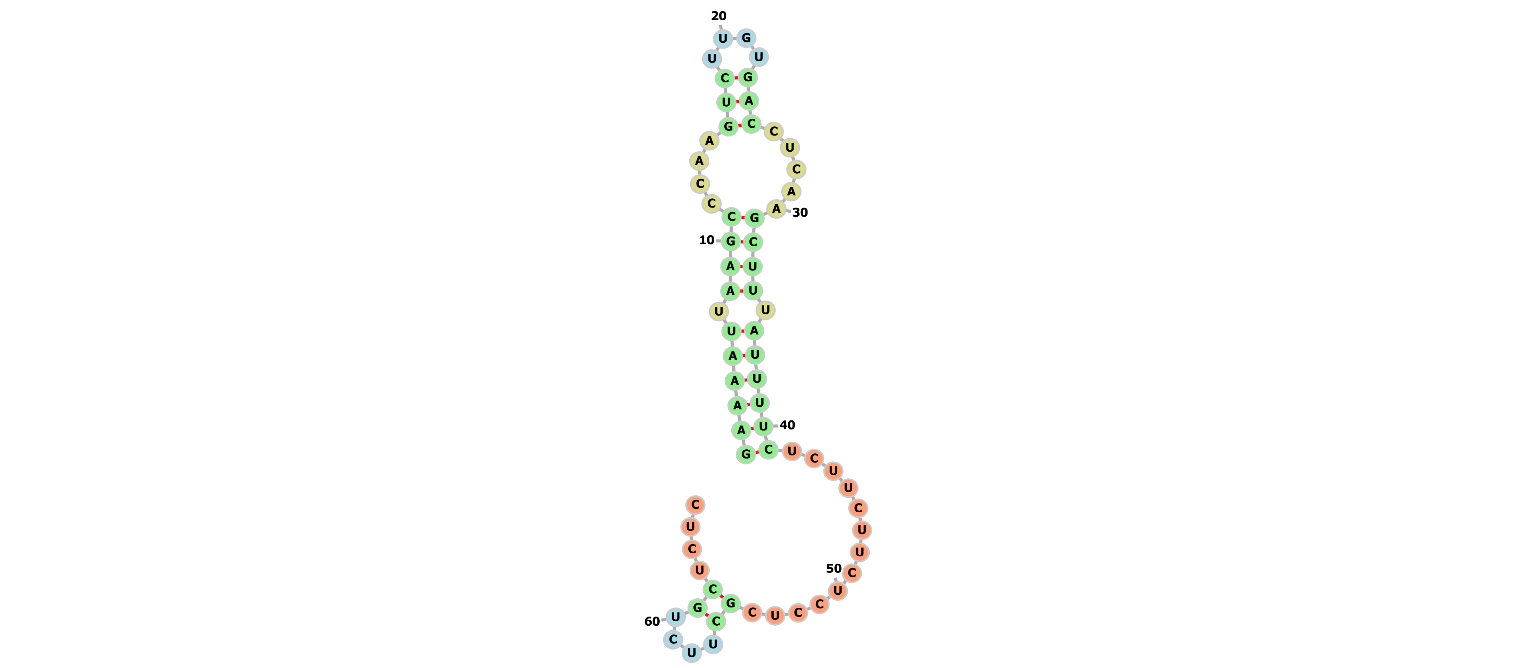 20
U G
U U
C G
U A
G C C
A U
A C
C A
C A 30
C G
10 G C
A U
A U
U U
U A
A U
A U
A U
A U 40
G C U C
U
U
C C
U U
C U
U 50 C
C U
G G C U C C
60 U C
C U
U